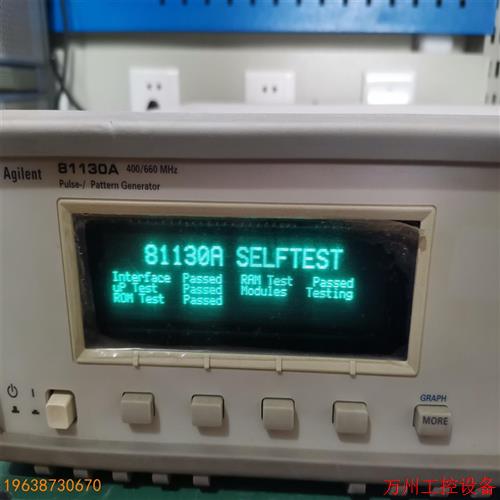 Agilent 81130A 400/660 MHz
Pulse-/ Pattern Generator
81130A SELFTEST
Interface Passed RAM Test Passed
uP Test Passed Modules Testing
ROM Test Passed
GRAPH
MORE
19638730670
万州工控设备